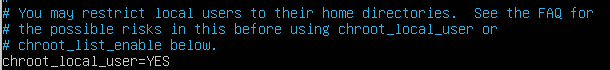 # You may restrict local users to their home directories.  See the FAQ for
# the possible risks in this before using chroot_local_user or
# chroot_list_enable below.
chroot_local_user=YES